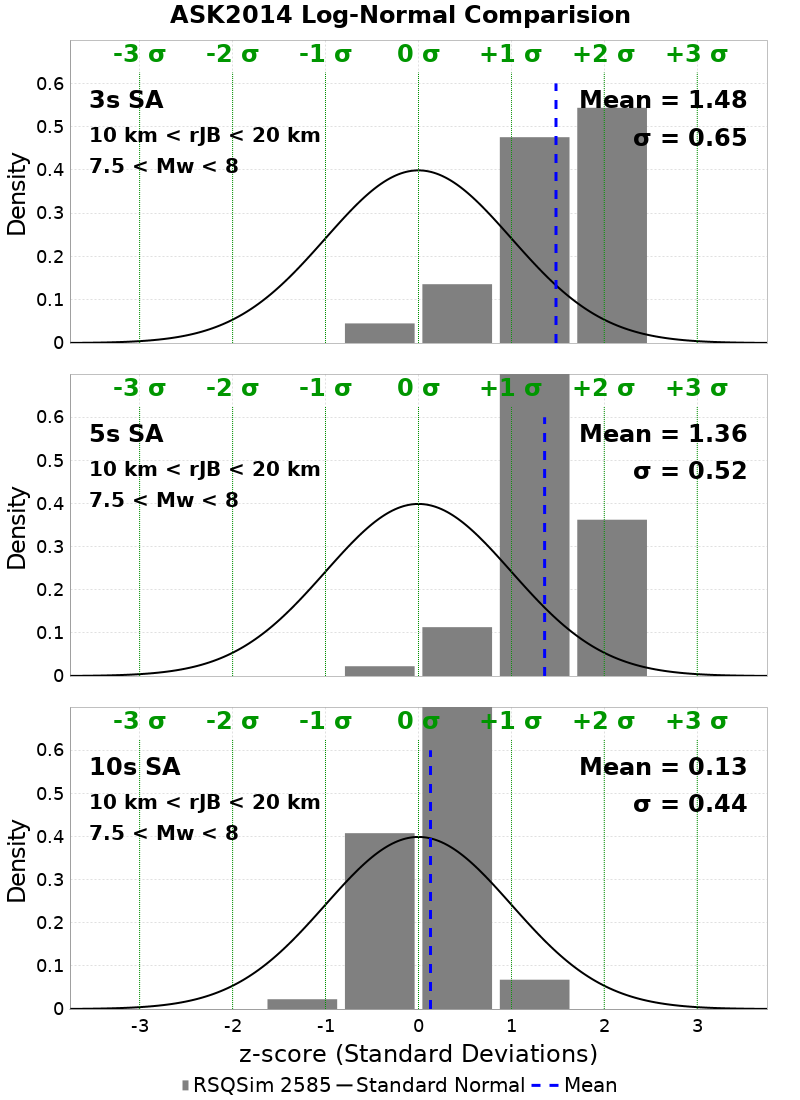 ASK2014 Log-Normal Comparision
-3 σ -2 σ -1 σ 0 σ +1 σ +2 σ +3 σ
0.6
3s SA
Mean = 1.48
0.5
10 km < rJB < 20 km
σ = 0.65
7.5 < Mw < 8
0.4
0.3
0.2
0.1
0
Density
-3 σ -2 σ -1 σ 0 σ +1 σ +2 σ +3 σ
0.6
5s SA
Mean = 1.36
0.5
10 km < rJB < 20 km
σ = 0.52
7.5 < Mw < 8
0.4
0.3
0.2
0.1
0
Density
-3 σ -2 σ -1 σ 0 σ +1 σ +2 σ +3 σ
0.6
10s SA
Mean = 0.13
0.5
10 km < rJB < 20 km
σ = 0.44
7.5 < Mw < 8
0.4
0.3
0.2
0.1
0
Density
-3 -2 -1 0 1 2 3
z-score (Standard Deviations)
RSQSim 2585 Standard Normal Mean